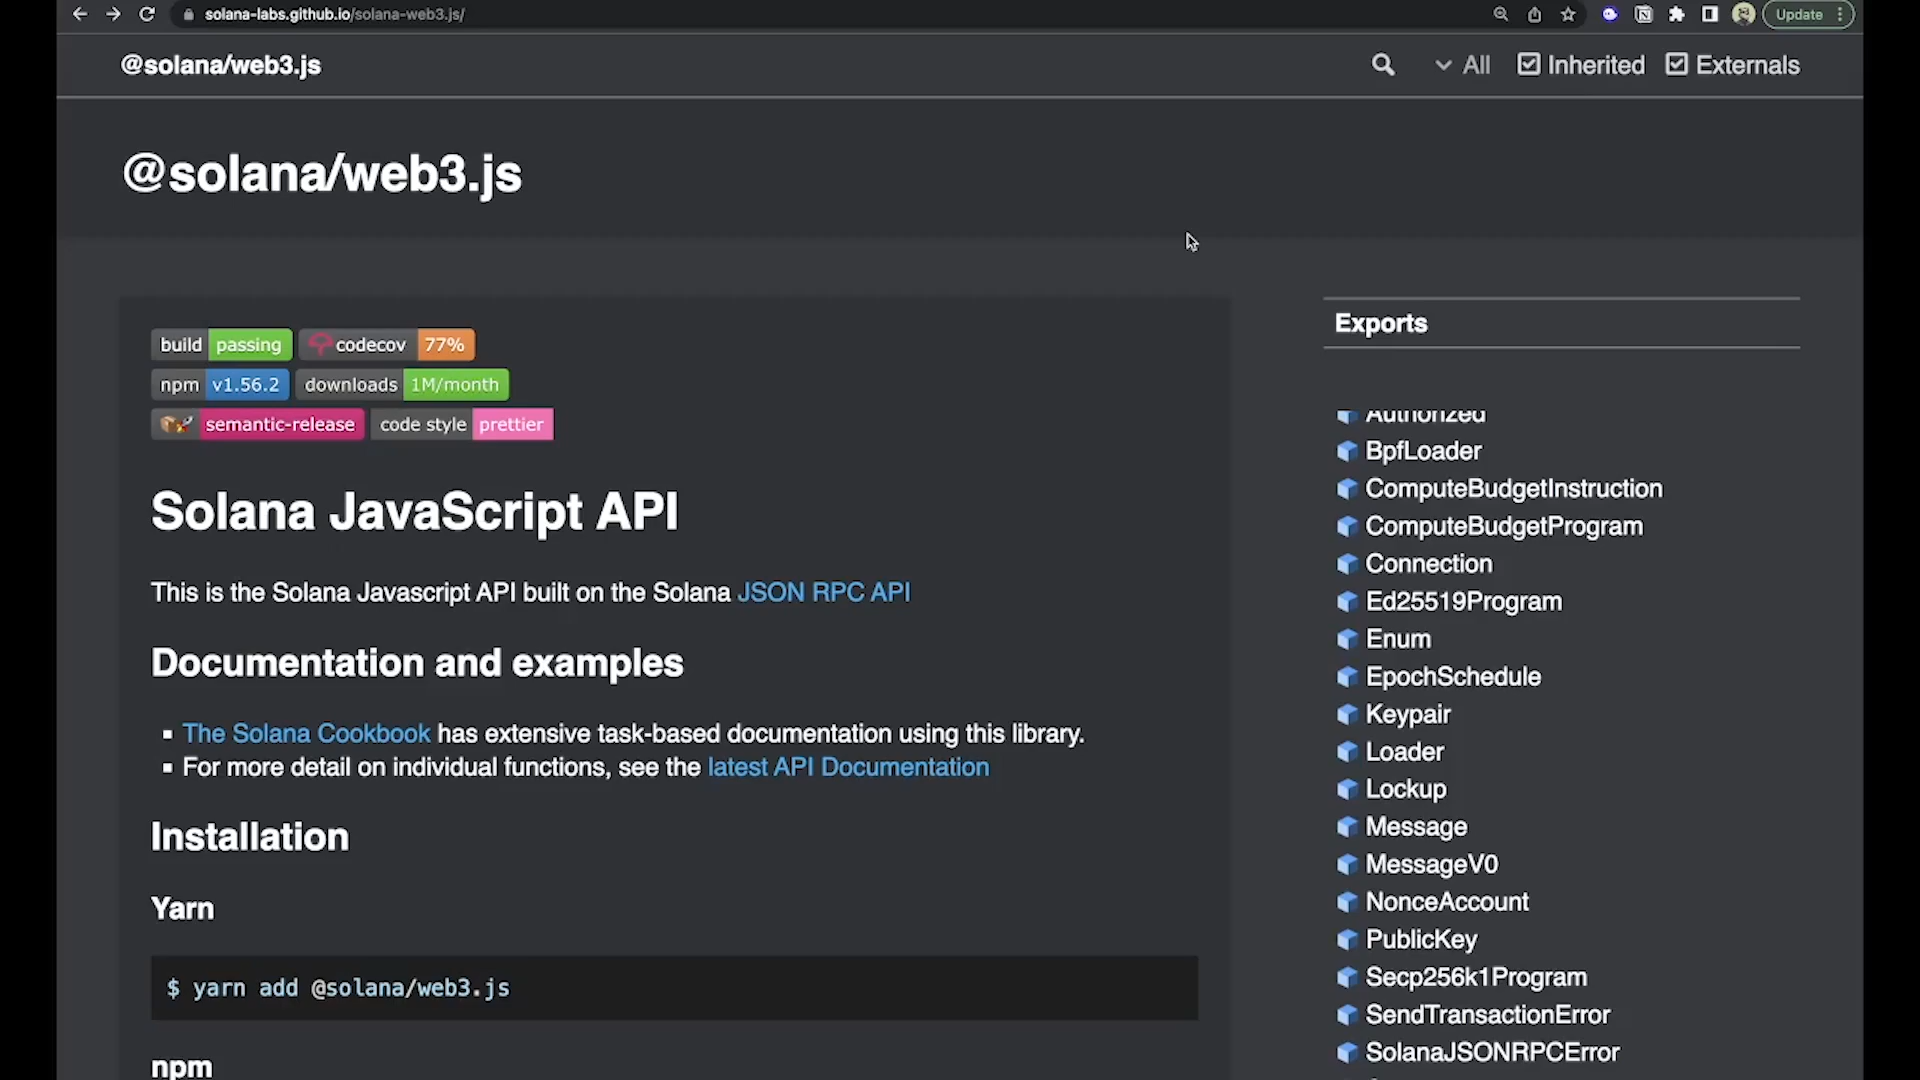 solana-labs.github.io/solana-web3.js/
Update
@solana/web3.js
All
Inherited
Externals
@solana/web3.js
build passing codecov 77%
npm v1.56.2 downloads 1M/month
semantic-release code style prettier
Solana JavaScript API
This is the Solana Javascript API built on the Solana JSON RPC API
Documentation and examples
The Solana Cookbook has extensive task-based documentation using this library.
For more detail on individual functions, see the latest API Documentation
Installation
Yarn
$ yarn add @solana/web3.js
npm
Exports
Authorized
BpfLoader
ComputeBudgetInstruction
ComputeBudgetProgram
Connection
Ed25519Program
Enum
EpochSchedule
Keypair
Loader
Lockup
Message
MessageV0
NonceAccount
PublicKey
Secp256k1Program
SendTransactionError
SolanaJSONRPCError